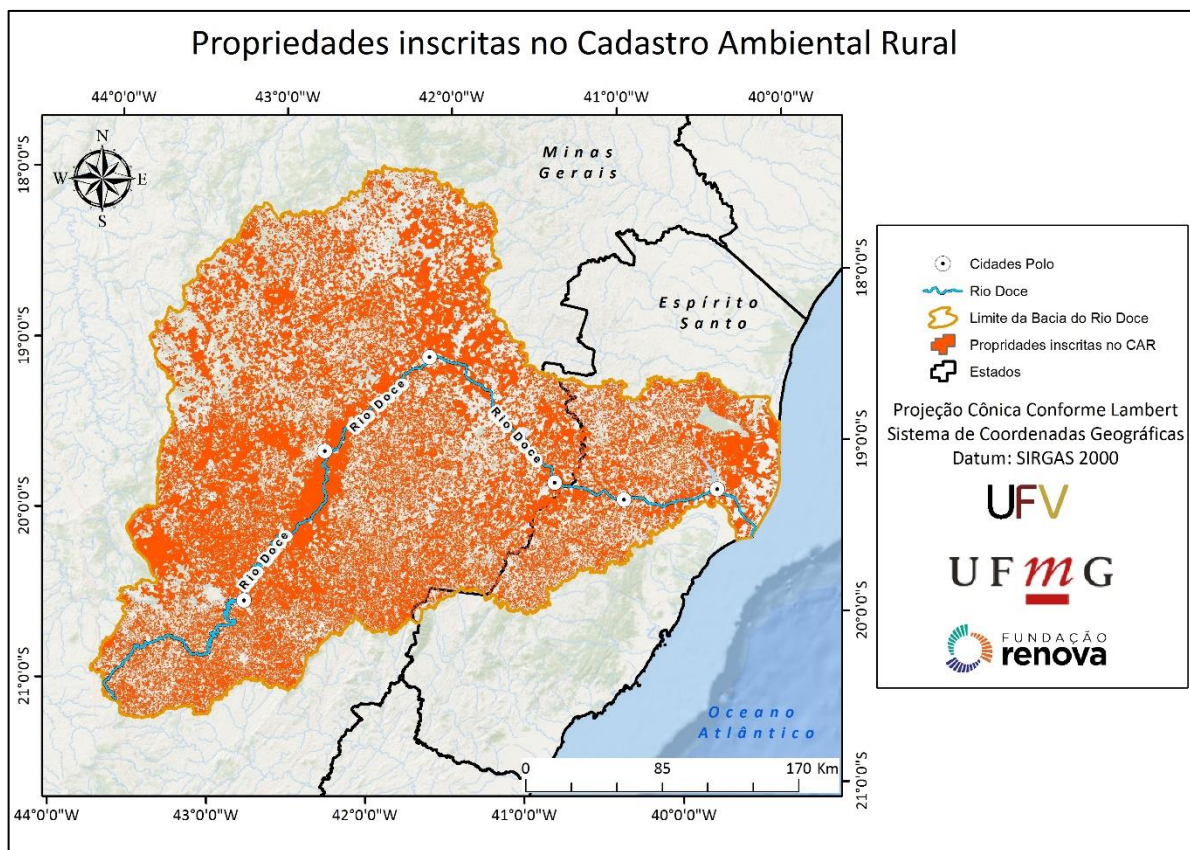 Propriedades inscritas no Cadastro Ambiental Rural
44°0'0"W 43°0'0"W 42°0'0"W 41°0'0"W 40°0'0"W
18°0'0"S
19°0'0"S
20°0'0"S
21°0'0"S
N
W E
S
Minas
Gerais
Espírito
Santo
Rio Doce
Rio Doce
Rio Doce
Oceano
Atlântico
0 85 170 Km
18°0'0"S
19°0'0"S
20°0'0"S
21°0'0"S
44°0'0"W 43°0'0"W 42°0'0"W 41°0'0"W 40°0'0"W
Cidades Polo
Rio Doce
Limite da Bacia do Rio Doce
Propridades inscritas no CAR
Estados
Projeção Cônica Conforme Lambert
Sistema de Coordenadas Geográficas
Datum: SIRGAS 2000
UFV
UFmG
FUNDAÇÃO
renova